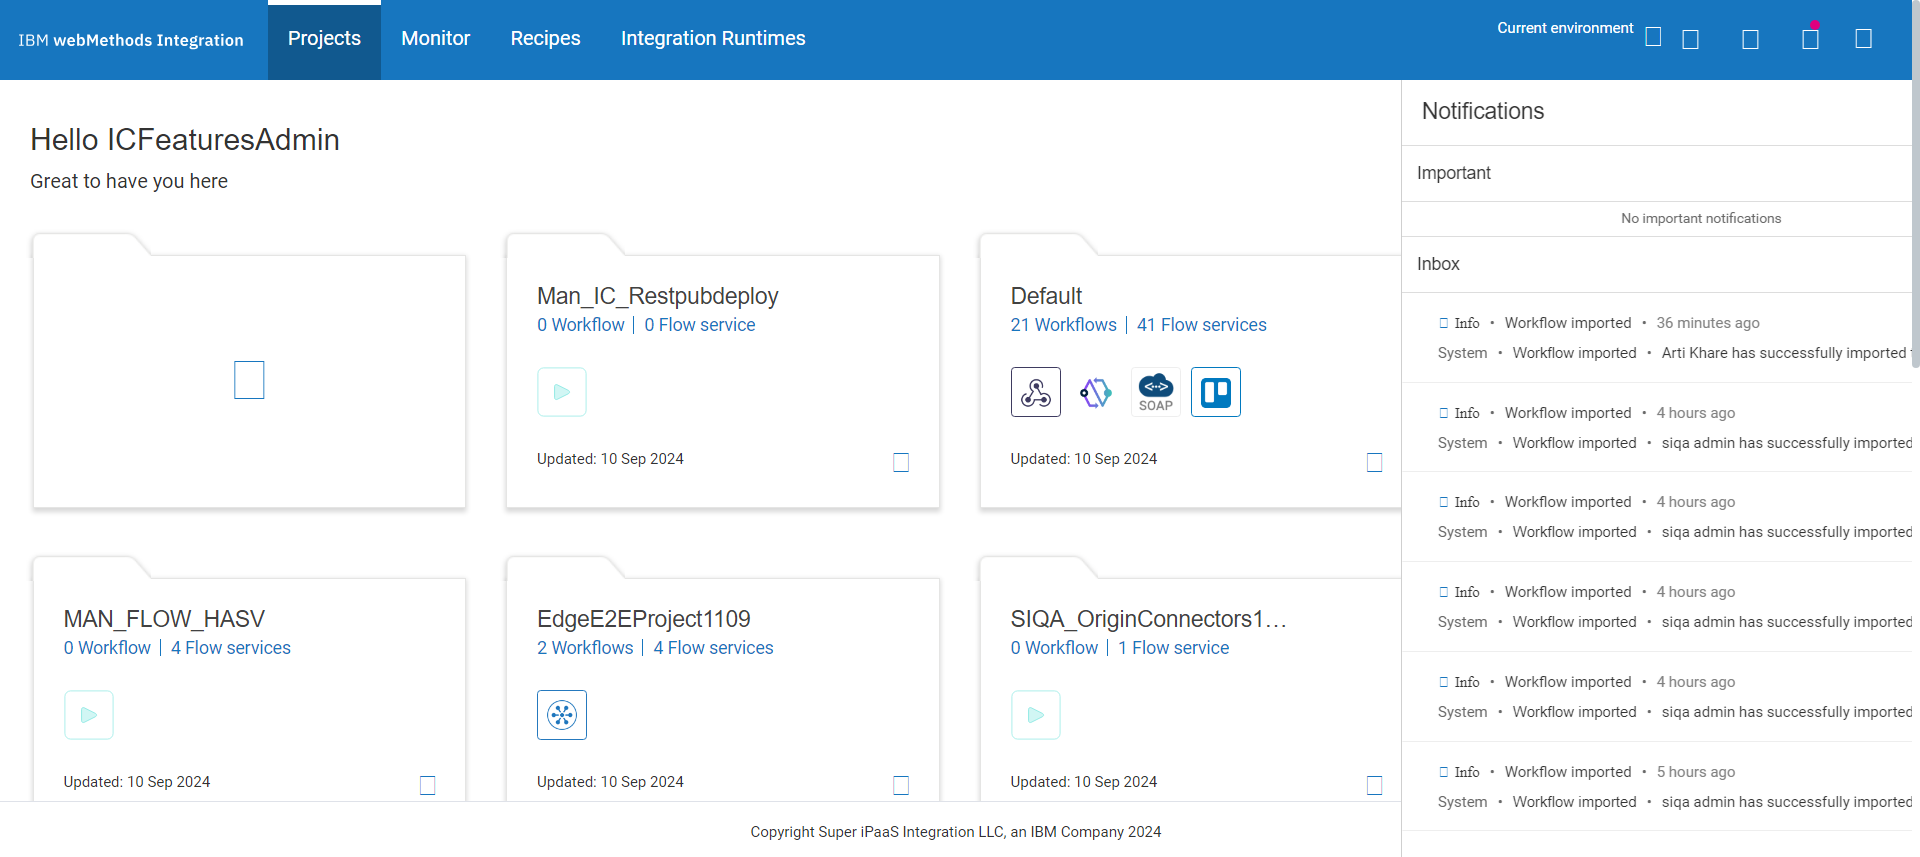 IBM webMethods Integration
Projects
Monitor
Recipes
Integration Runtimes
Current environment
Hello ICFeaturesAdmin
Great to have you here
Man_IC_Restpubdeploy
0 Workflow | 0 Flow service
Updated: 10 Sep 2024
Default
21 Workflows | 41 Flow services
SOAP
Updated: 10 Sep 2024
MAN_FLOW_HASV
0 Workflow | 4 Flow services
Updated: 10 Sep 2024
EdgeE2EProject1109
2 Workflows | 4 Flow services
Updated: 10 Sep 2024
SIQA_OriginConnectors1...
0 Workflow | 1 Flow service
Updated: 10 Sep 2024
Notifications
Important
No important notifications
Inbox
Info • Workflow imported • 36 minutes ago
System • Workflow imported • Arti Khare has successfully imported
Info • Workflow imported • 4 hours ago
System • Workflow imported • siqa admin has successfully imported
Info • Workflow imported • 4 hours ago
System • Workflow imported • siqa admin has successfully imported
Info • Workflow imported • 4 hours ago
System • Workflow imported • siqa admin has successfully imported
Info • Workflow imported • 4 hours ago
System • Workflow imported • siqa admin has successfully imported
Info • Workflow imported • 5 hours ago
System • Workflow imported • siqa admin has successfully imported
Copyright Super iPaaS Integration LLC, an IBM Company 2024